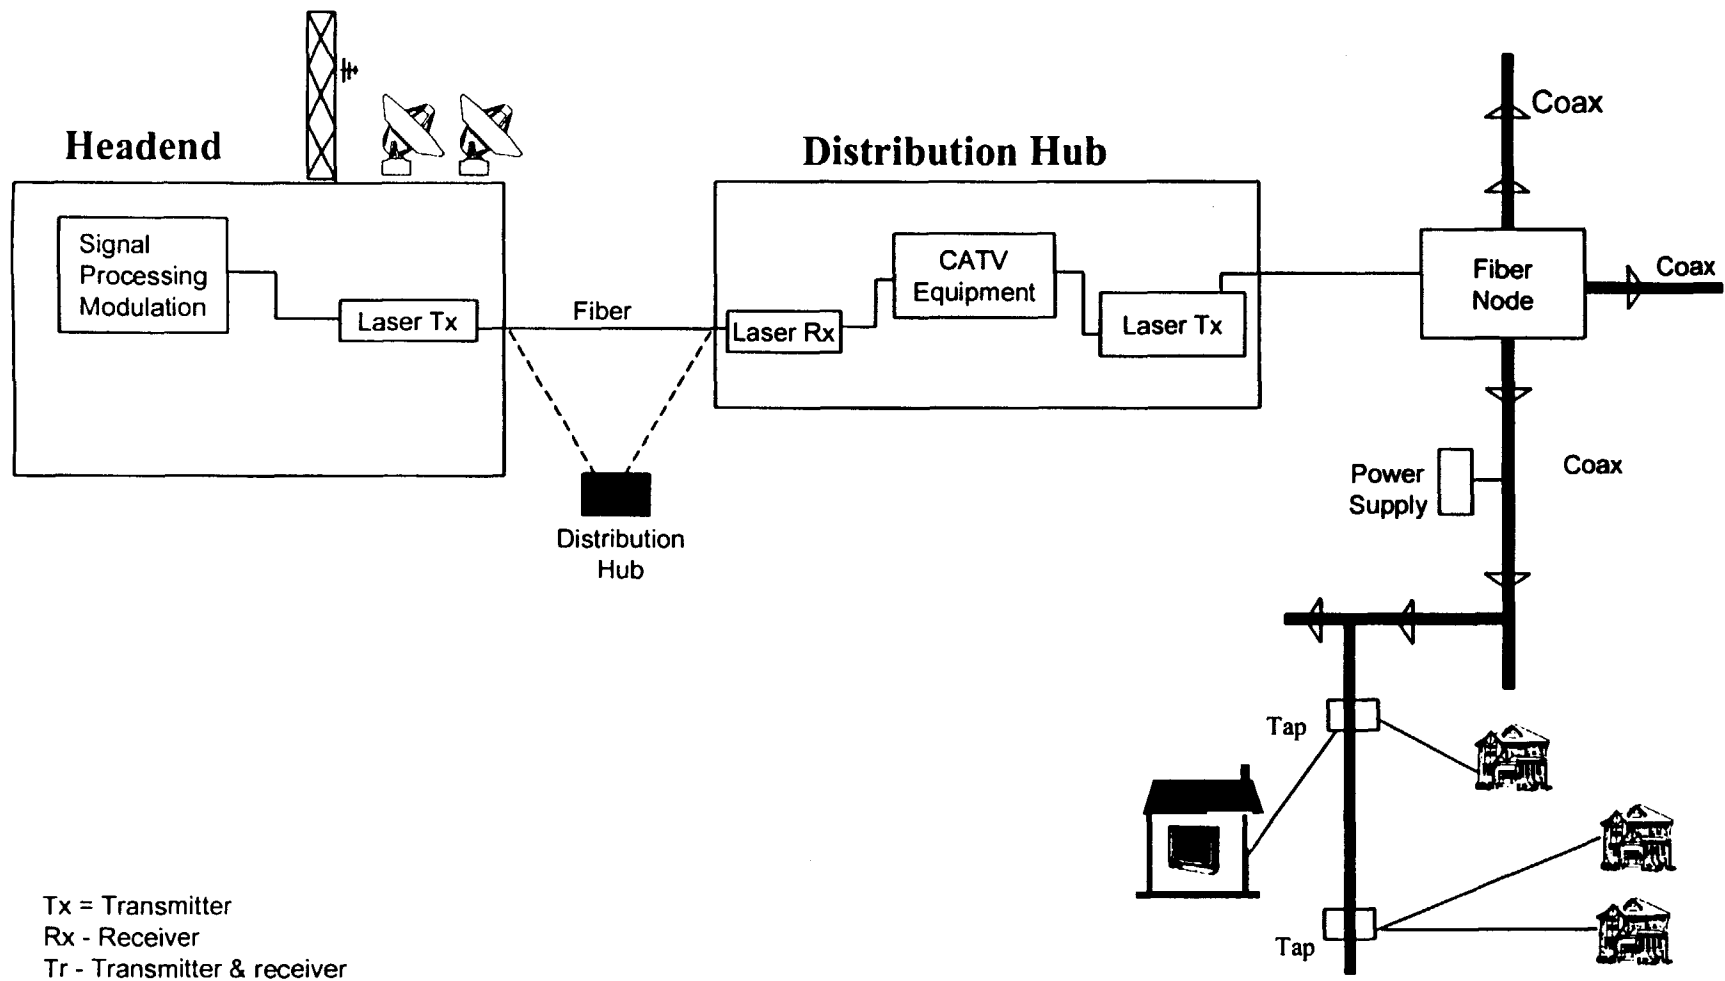 Headend
Signal
Processing
Modulation
Laser Tx
Fiber
Distribution
Hub
Distribution Hub
Laser Rx
CATV
Equipment
Laser Tx
Fiber
Node
Coax
Coax
Coax
Power
Supply
Tap
Tap
Tx = Transmitter
Rx - Receiver
Tr - Transmitter & receiver